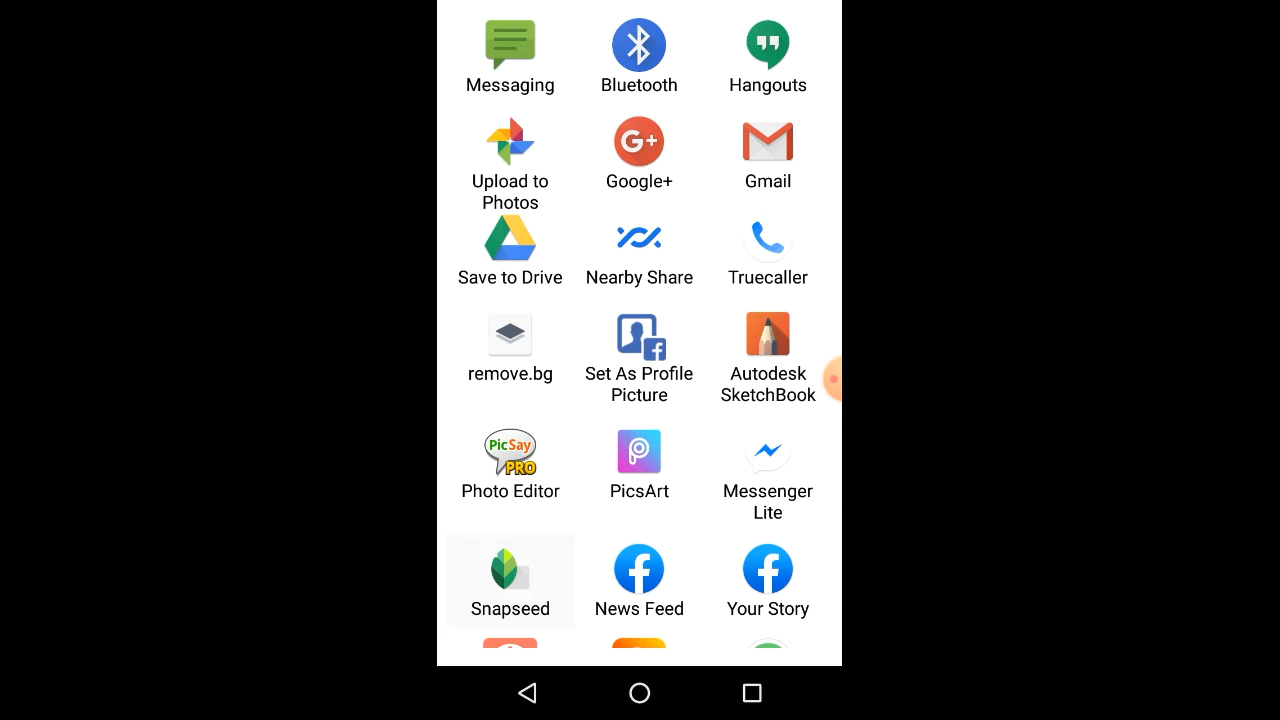 Messaging
Bluetooth
Hangouts
Upload to
Photos
G+
Google+
Gmail
Save to Drive
Nearby Share
Truecaller
remove.bg
Set As Profile
Picture
Autodesk
SketchBook
PicSay
PRO
Photo Editor
PicsArt
Messenger
Lite
Snapseed
News Feed
Your Story